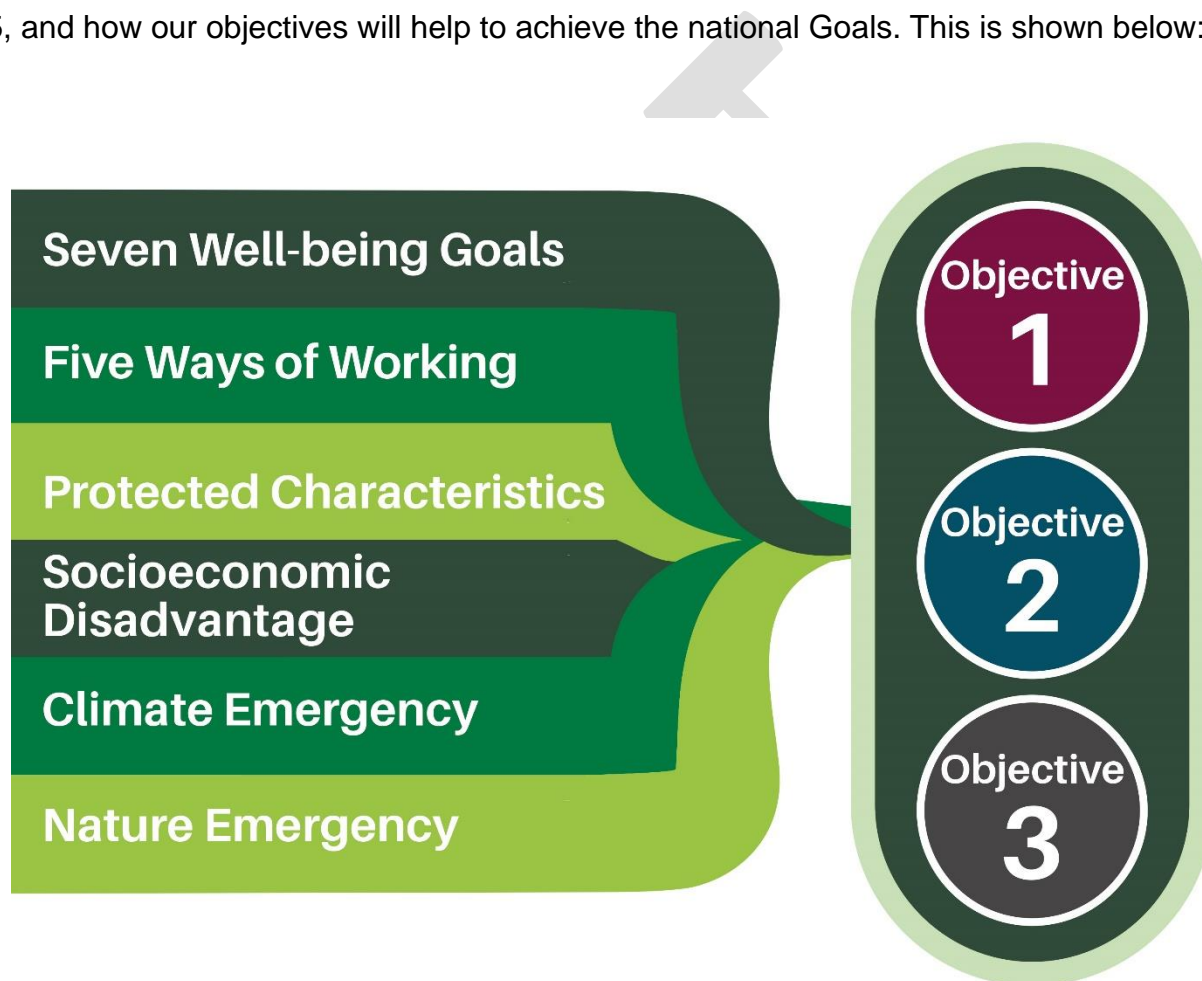 , and how our objectives will help to achieve the national Goals. This is shown below:
Seven Well-being Goals
Five Ways of Working
Protected Characteristics
Socioeconomic
Disadvantage
Climate Emergency
Nature Emergency
Objective
1
Objective
2
Objective
3